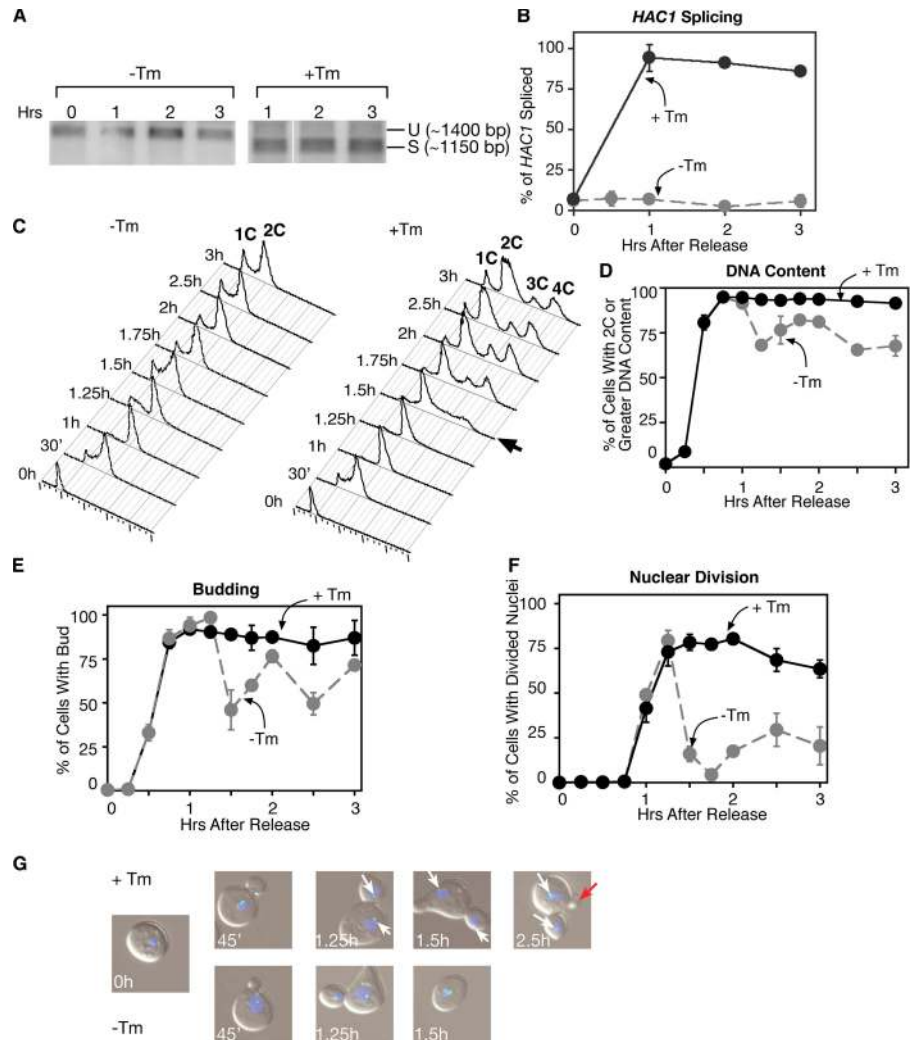 A
-Tm
+Tm
Hrs
0 1 2 3
1 2 3
U (~1400 bp)
S (~1150 bp)
B
HAC1 Splicing
% of HAC1 Spliced
100
75
50
25
0
+ Tm
-Tm
0 1 2 3
Hrs After Release
C
-Tm
1C 2C
3h
2.5h
2h
1.75h
1.5h
1.25h
1h
30'
0h
+Tm
1C 2C
3C 4C
3h
2.5h
2h
1.75h
1.5h
1.25h
1h
30'
0h
D
DNA Content
+ Tm
% of Cells With 2C or
Greater DNA Content
100
75
50
25
0
-Tm
0 1 2 3
Hrs After Release
E
Budding
+ Tm
% of Cells With Bud
100
75
50
25
0
-Tm
0 1 2 3
Hrs After Release
F
Nuclear Division
+ Tm
% of Cells With Divided Nuclei
100
75
50
25
0
-Tm
0 1 2 3
Hrs After Release
G
+ Tm
0h
45'
1.25h
1.5h
2.5h
-Tm
45'
1.25h
1.5h